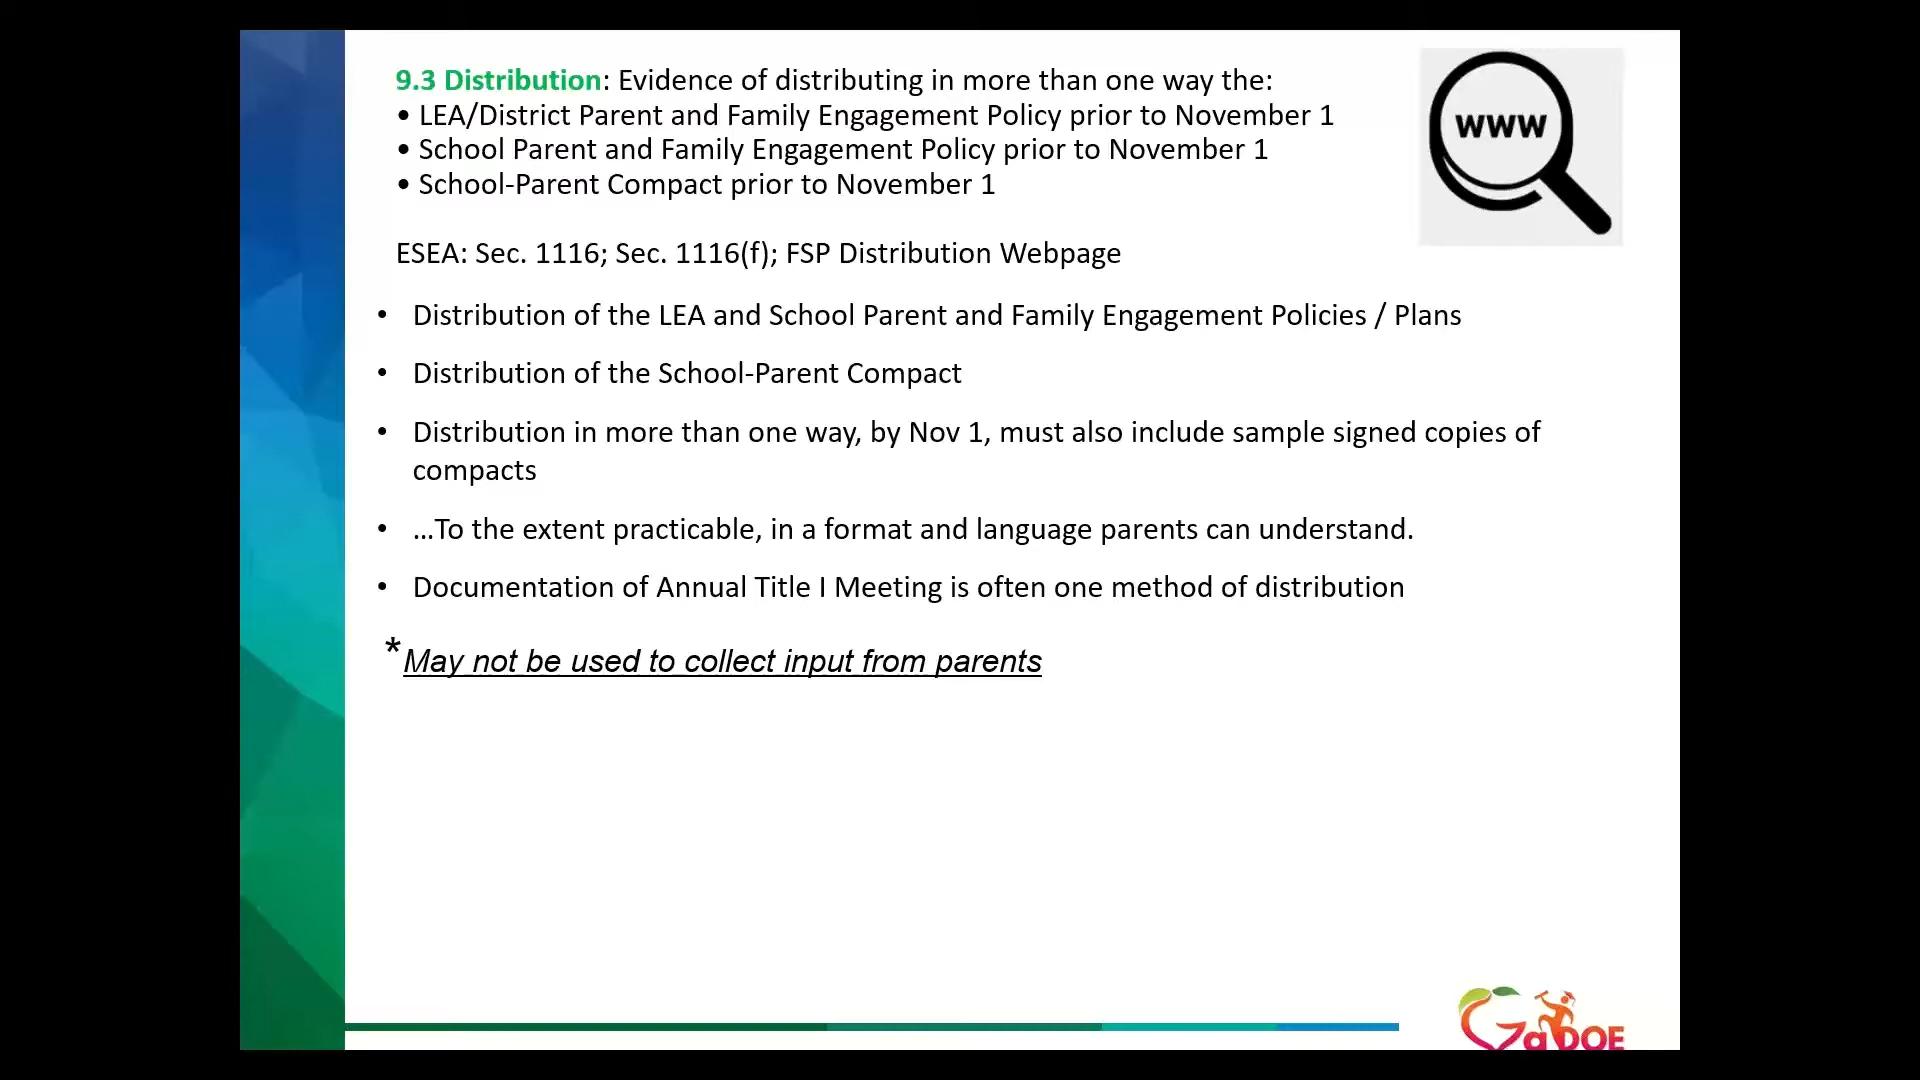 9.3 Distribution: Evidence of distributing in more than one way the:
• LEA/District Parent and Family Engagement Policy prior to November 1
• School Parent and Family Engagement Policy prior to November 1
• School-Parent Compact prior to November 1
www
ESEA: Sec. 1116; Sec. 1116(f); FSP Distribution Webpage
• Distribution of the LEA and School Parent and Family Engagement Policies / Plans
• Distribution of the School-Parent Compact
• Distribution in more than one way, by Nov 1, must also include sample signed copies of
compacts
• …To the extent practicable, in a format and language parents can understand.
• Documentation of Annual Title I Meeting is often one method of distribution
*May not be used to collect input from parents
GaDOE